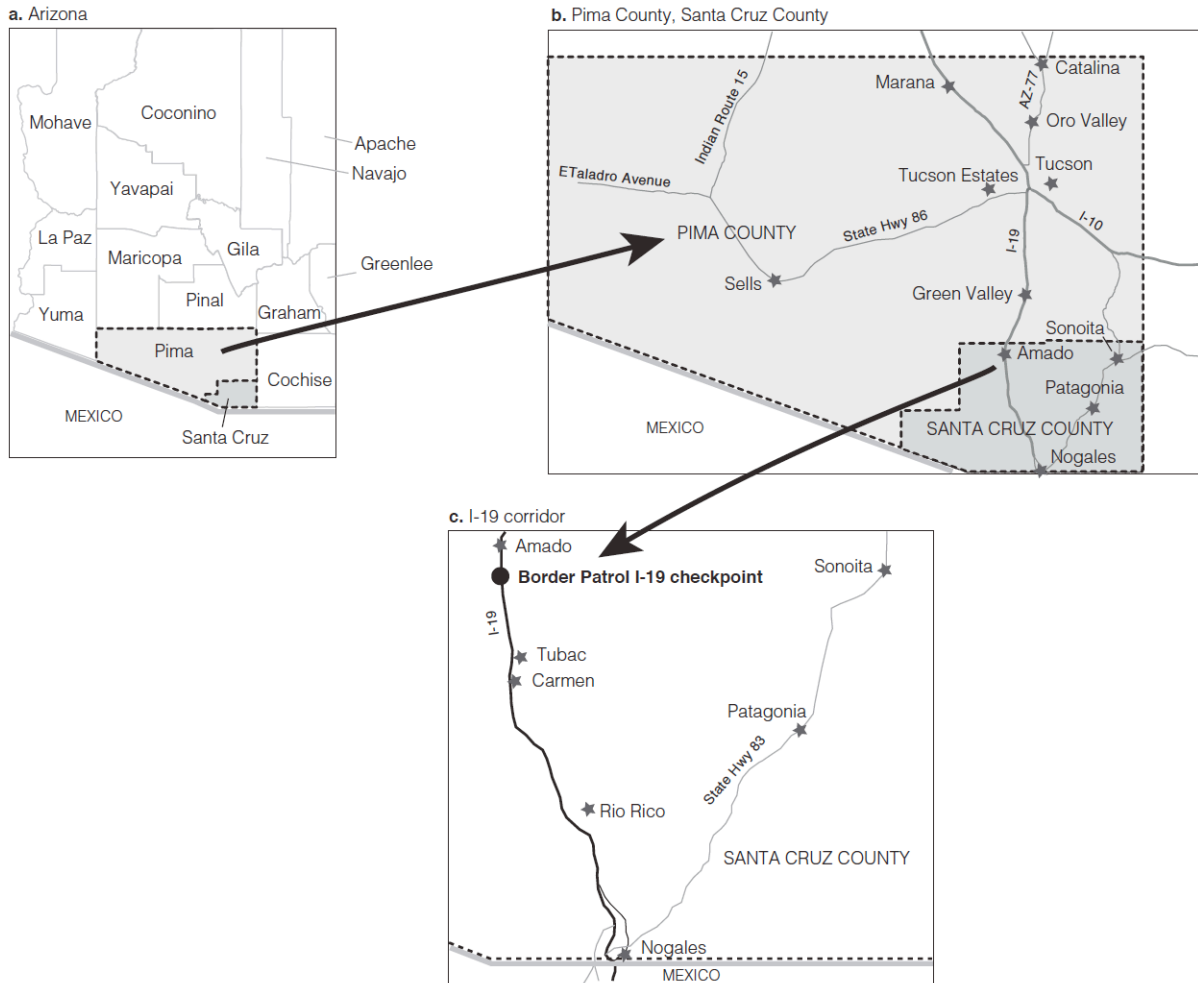 a. Arizona
Mohave
Coconino
Apache
Navajo
Yavapai
La Paz
Maricopa
Gila
Greenlee
Yuma
Pinal
Graham
Pima
Cochise
MEXICO
Santa Cruz
b. Pima County, Santa Cruz County
Catalina
Marana
AZ-77
Indian Route 15
Oro Valley
Tucson
ETaladro Avenue
Tucson Estates
State Hwy 86
I-10
PIMA COUNTY
I-19
Sells
Green Valley
Sonoita
Amado
Patagonia
MEXICO
SANTA CRUZ COUNTY
Nogales
c. I-19 corridor
Amado
Border Patrol I-19 checkpoint
Sonoita
I-19
Tubac
Carmen
Patagonia
State Hwy 83
Rio Rico
SANTA CRUZ COUNTY
Nogales
MEXICO